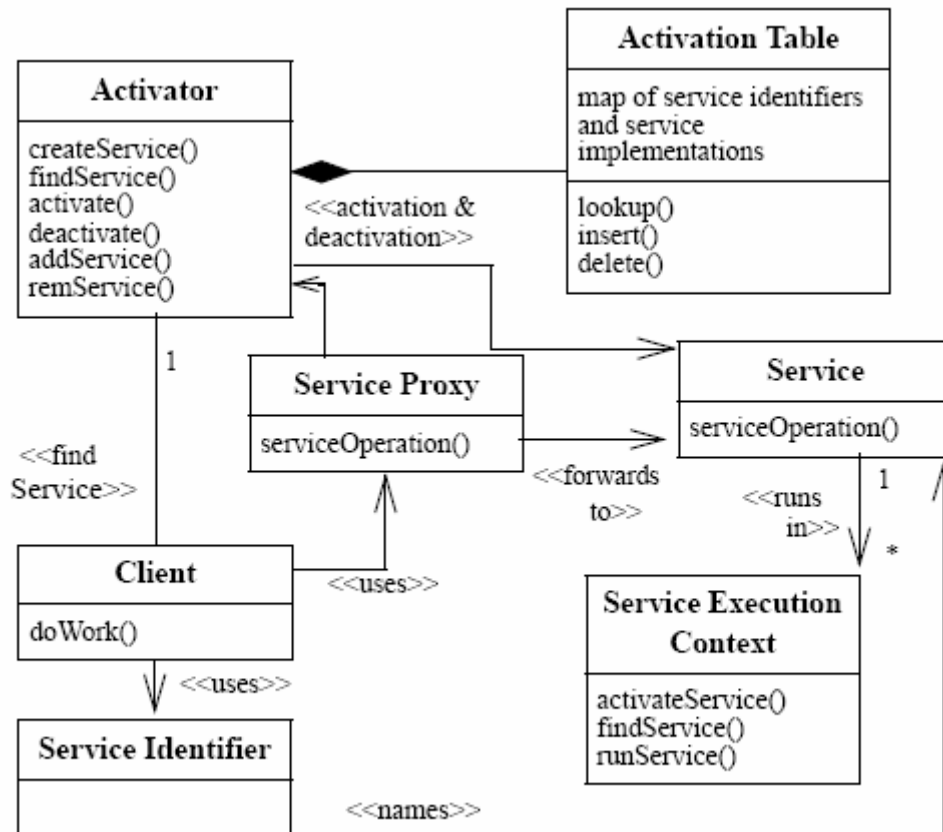 Activation Table
map of service identifiers
and service
implementations
lookup()
insert()
delete()
Activator
createService()
findService()
activate()
deactivate()
addService()
remService()
<<activation &
deactivation>>
1
Service Proxy
serviceOperation()
Service
serviceOperation()
<<find
Service>>
<<forwards
to>>
1
<<runs
in>>
*
Client
doWork()
<<uses>>
<<uses>>
Service Execution
Context
activateService()
findService()
runService()
Service Identifier
<<names>>